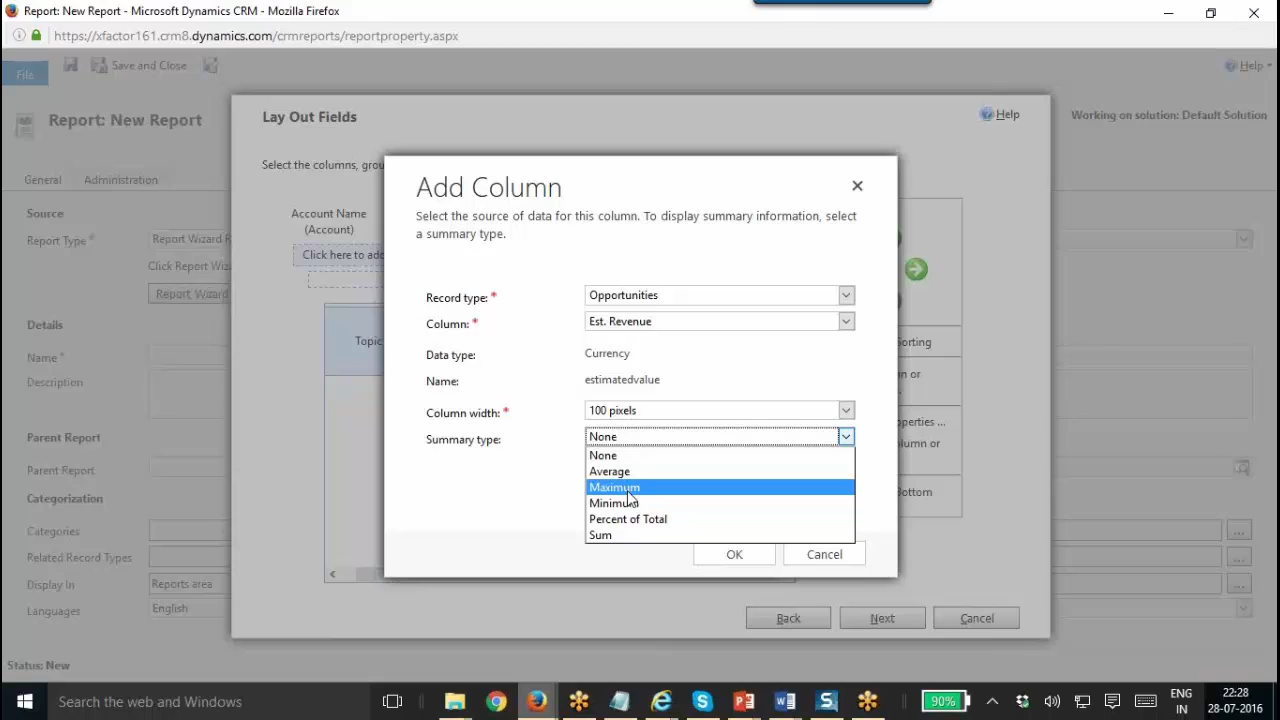 Report: New Report - Microsoft Dynamics CRM - Mozilla Firefox
https://xfactor161.crm8.dynamics.com/crmreports/reportproperty.aspx
File
Save and Close
Help
Report: New Report
Working on solution: Default Solution
General
Administration
Source
Report Type *
Report Wizard R
Click Report Wiz
Report Wizard
Details
Name *
Description
Parent Report
Parent Report
Categorization
Categories
Related Record Types
Display In
Reports area
Languages
English
Status: New
Lay Out Fields
Help
Select the columns, grou
Account Name
(Account)
Click here to add
Topic
Sorting
Bottom
Back
Next
Cancel
Add Column
Select the source of data for this column. To display summary information, select
a summary type.
Record type: *
Opportunities
Column: *
Est. Revenue
Data type:
Currency
Name:
estimatedvalue
Column width: *
100 pixels
Summary type:
None
None
Average
Maximum
Minimum
Percent of Total
Sum
OK
Cancel
Search the web and Windows
90%
ENG
IN
22:28
28-07-2016